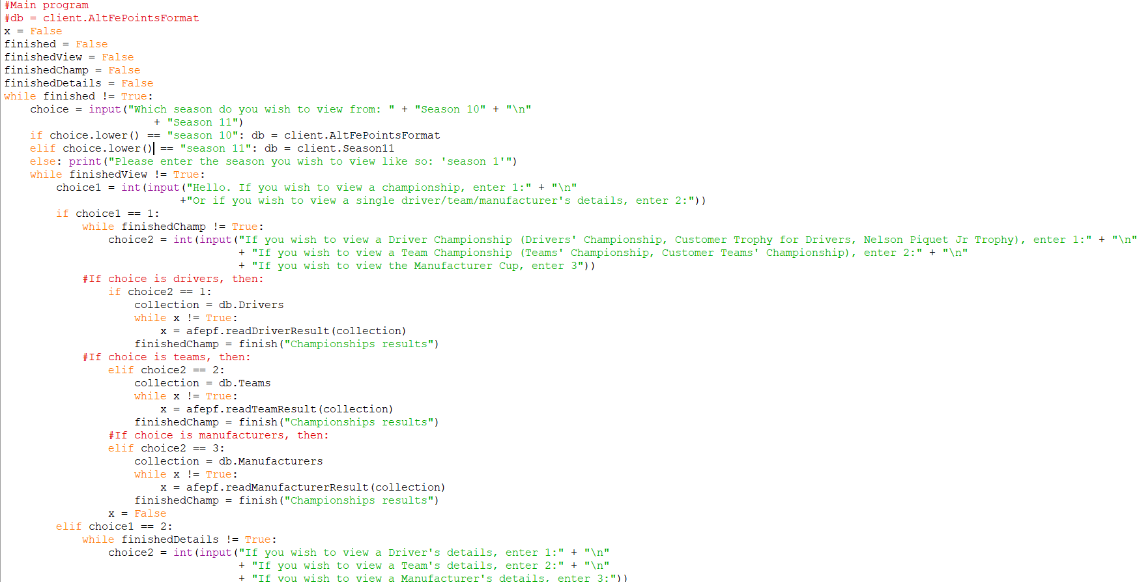 #Main program
#db = client.AltFePointsFormat
x = False
finished = False
finishedView = False
finishedChamp = False
finishedDetails = False
while finished != True:
    choice = input("Which season do you wish to view from: " + "Season 10" + "\n"
                   + "Season 11")
    if choice.lower() == "season 10": db = client.AltFePointsFormat
    elif choice.lower() == "season 11": db = client.Season11
    else: print("Please enter the season you wish to view like so: 'season 1'")
    while finishedView != True:
        choice1 = int(input("Hello. If you wish to view a championship, enter 1:" + "\n"
                           +"Or if you wish to view a single driver/team/manufacturer's details, enter 2:"))
        if choice1 == 1:
            while finishedChamp != True:
                choice2 = int(input("If you wish to view a Driver Championship (Drivers' Championship, Customer Trophy for Drivers, Nelson Piquet Jr Trophy), enter 1:" + "\n"
                                    + "If you wish to view a Team Championship (Teams' Championship, Customer Teams' Championship), enter 2:" + "\n"
                                    + "If you wish to view the Manufacturer Cup, enter 3"))
            #If choice is drivers, then:
                if choice2 == 1:
                    collection = db.Drivers
                    while x != True:
                        x = afepf.readDriverResult(collection)
                    finishedChamp = finish("Championships results")
            #If choice is teams, then:
                elif choice2 == 2:
                    collection = db.Teams
                    while x != True:
                        x = afepf.readTeamResult(collection)
                    finishedChamp = finish("Championships results")
                #If choice is manufacturers, then:
                elif choice2 == 3:
                    collection = db.Manufacturers
                    while x != True:
                        x = afepf.readManufacturerResult(collection)
                    finishedChamp = finish("Championships results")
                x = False
        elif choice1 == 2:
            while finishedDetails != True:
                choice2 = int(input("If you wish to view a Driver's details, enter 1:" + "\n"
                                    + "If you wish to view a Team's details, enter 2:" + "\n"
                                    + "If you wish to view a Manufacturer's details, enter 3:"))